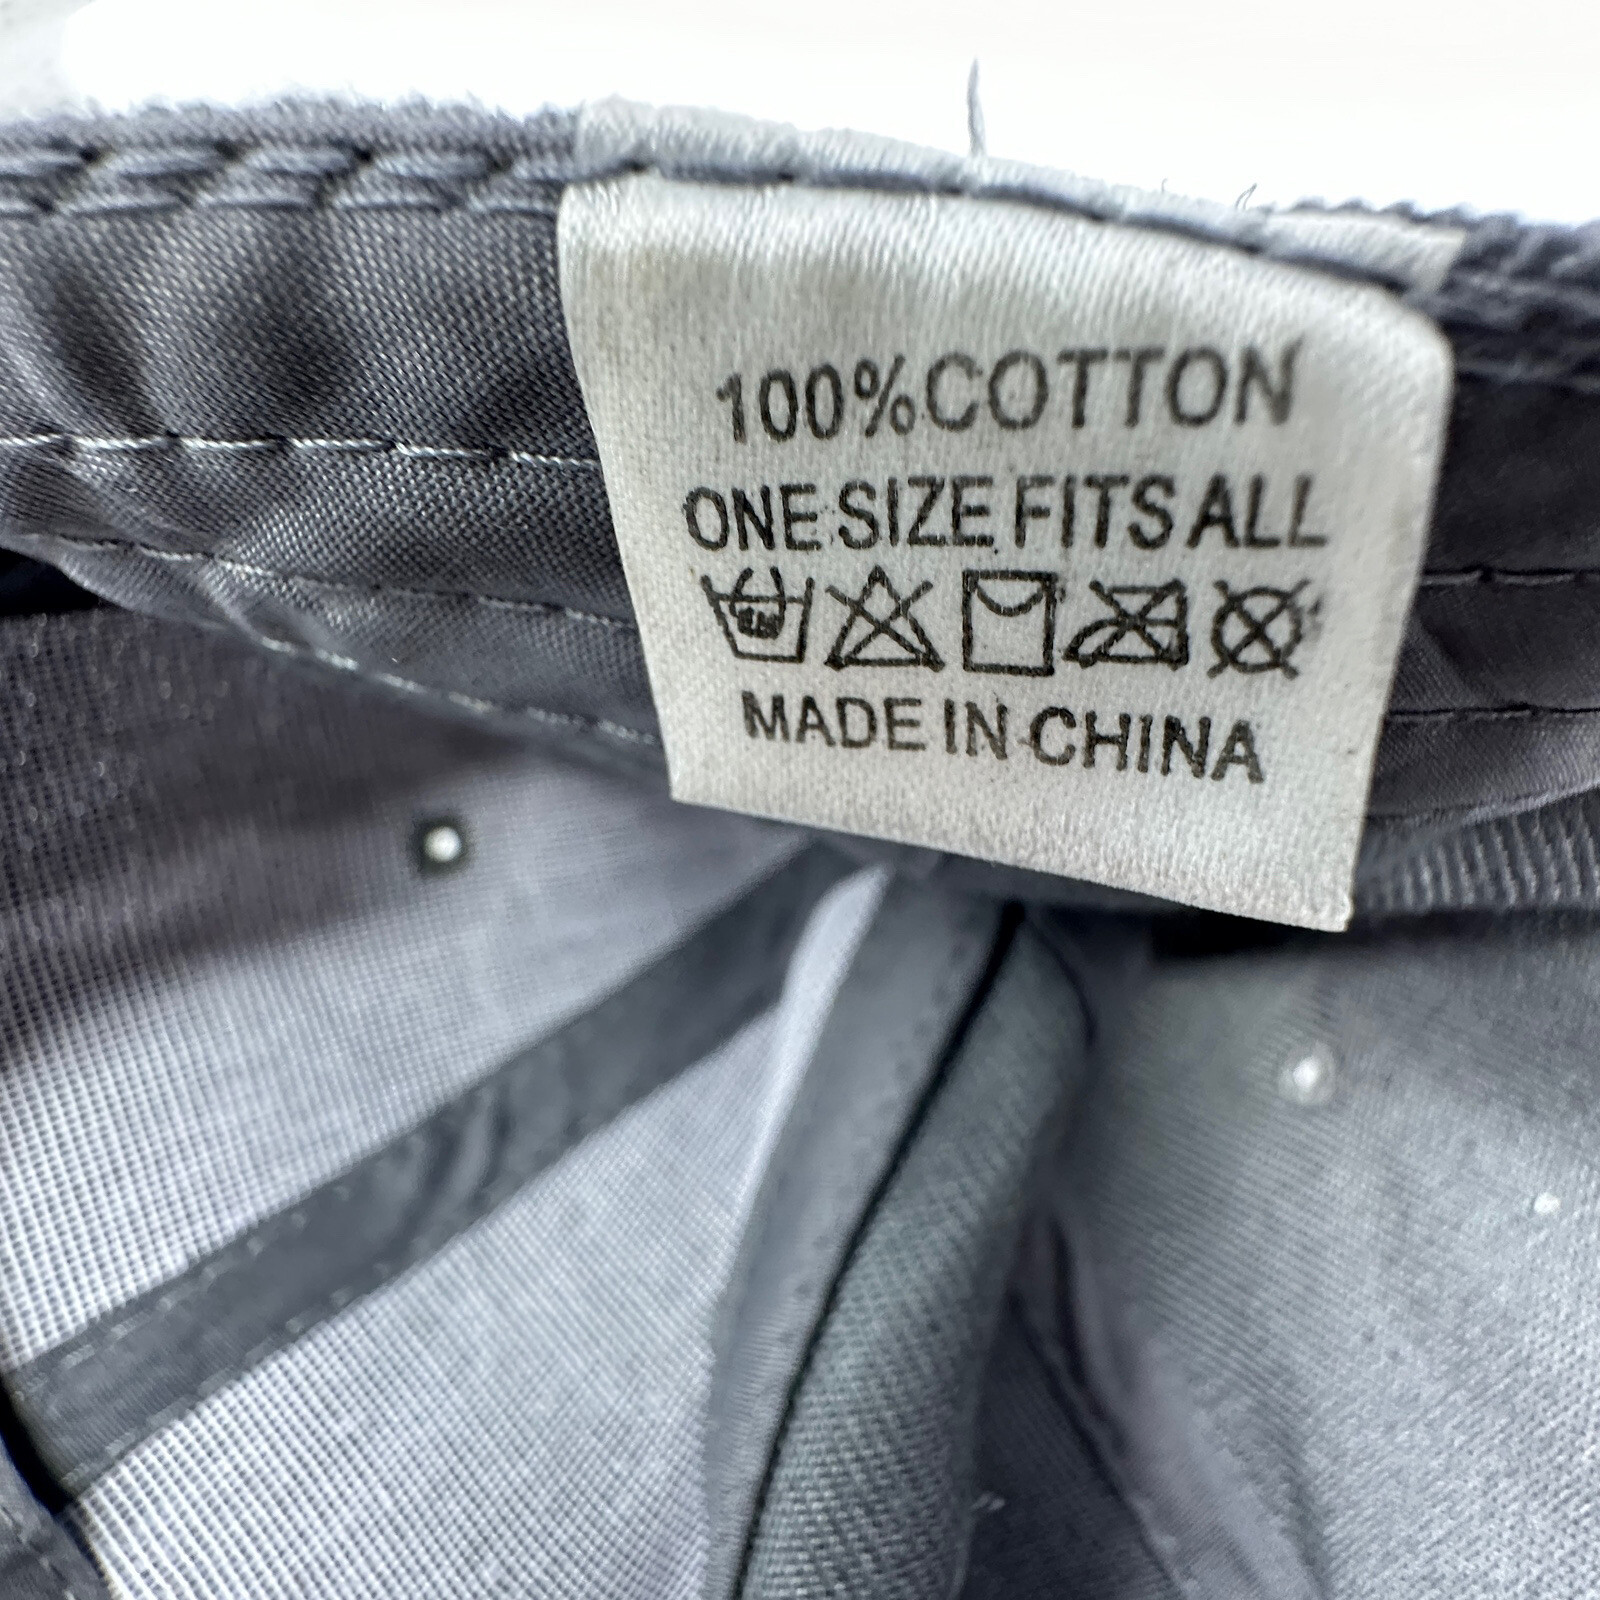 100%COTTON
ONE SIZE FITS ALL
MADE IN CHINA